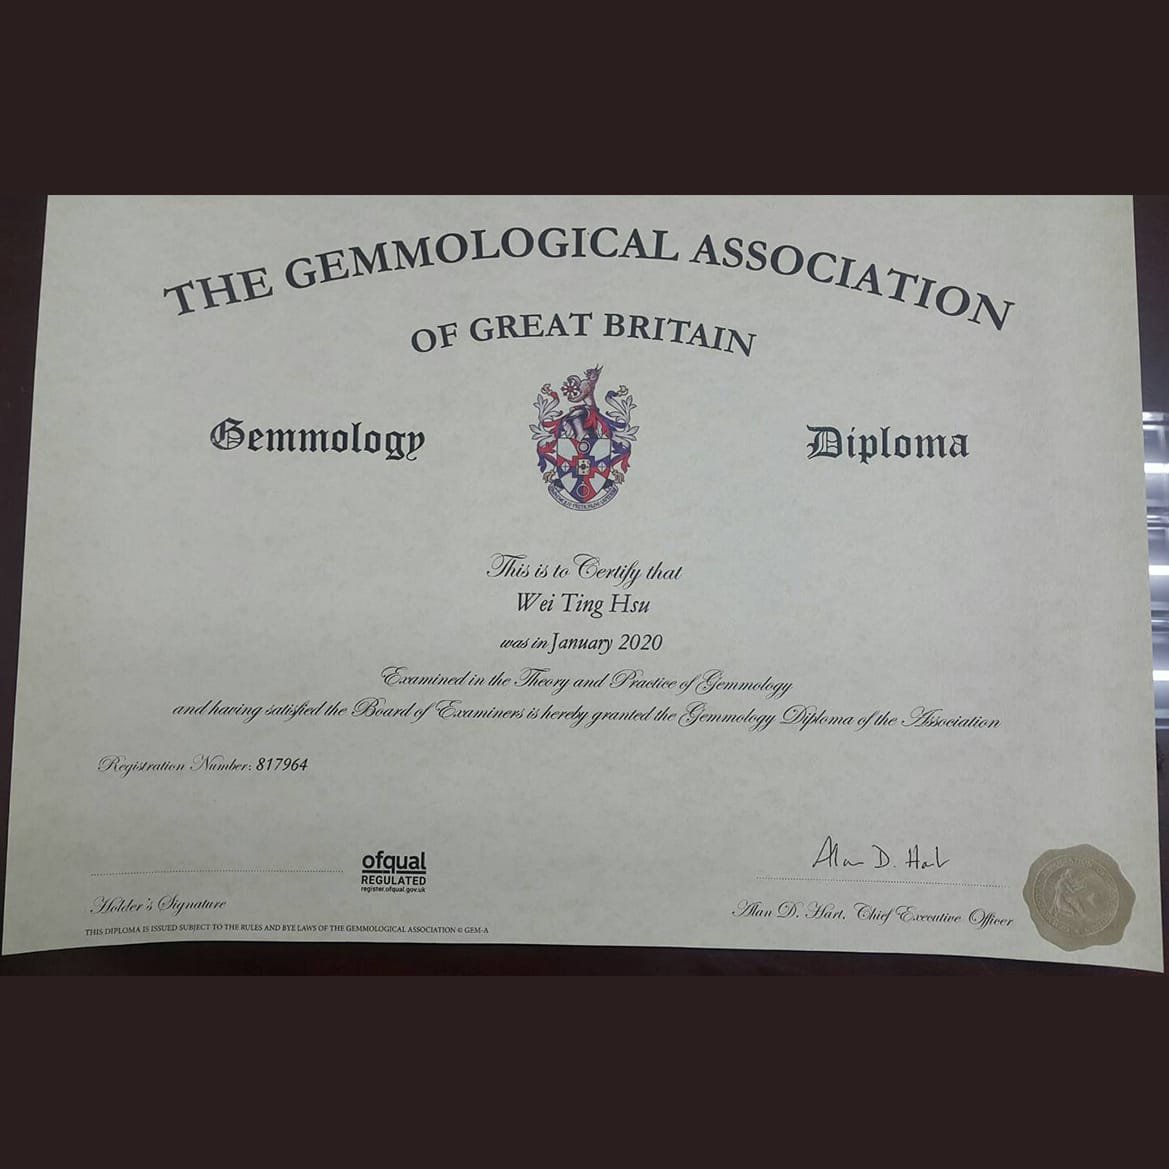 THE GEMMOLOGICAL ASSOCIATION
OF GREAT BRITAIN
Gemmology
Diploma
This is to Certify that
Wei Ting Hsu
was in January 2020
Examined in the Theory and Practice of Gemmology
and having satisfied the Board of Examiners is hereby granted the Gemmology Diploma of the Association
Registration Number: 817964
ofqual
REGULATED
register.ofqual.gov.uk
Alan D. Hart
Holder's Signature
Alan D. Hart, Chief Executive Officer
THIS DIPLOMA IS ISSUED SUBJECT TO THE RULES AND BYE LAWS OF THE GEMMOLOGICAL ASSOCIATION © GEM-A